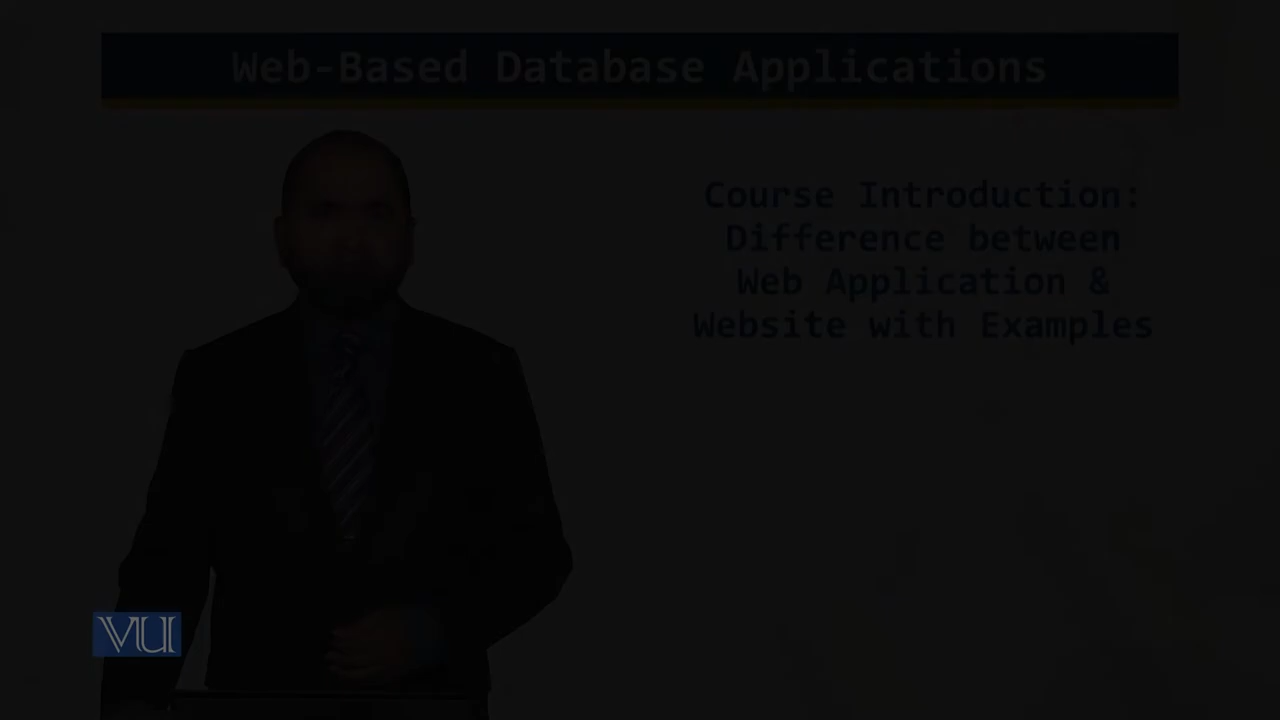 Web-Based Database Applications
Course Introduction:
Difference between
Web Application &
Website with Examples
VU